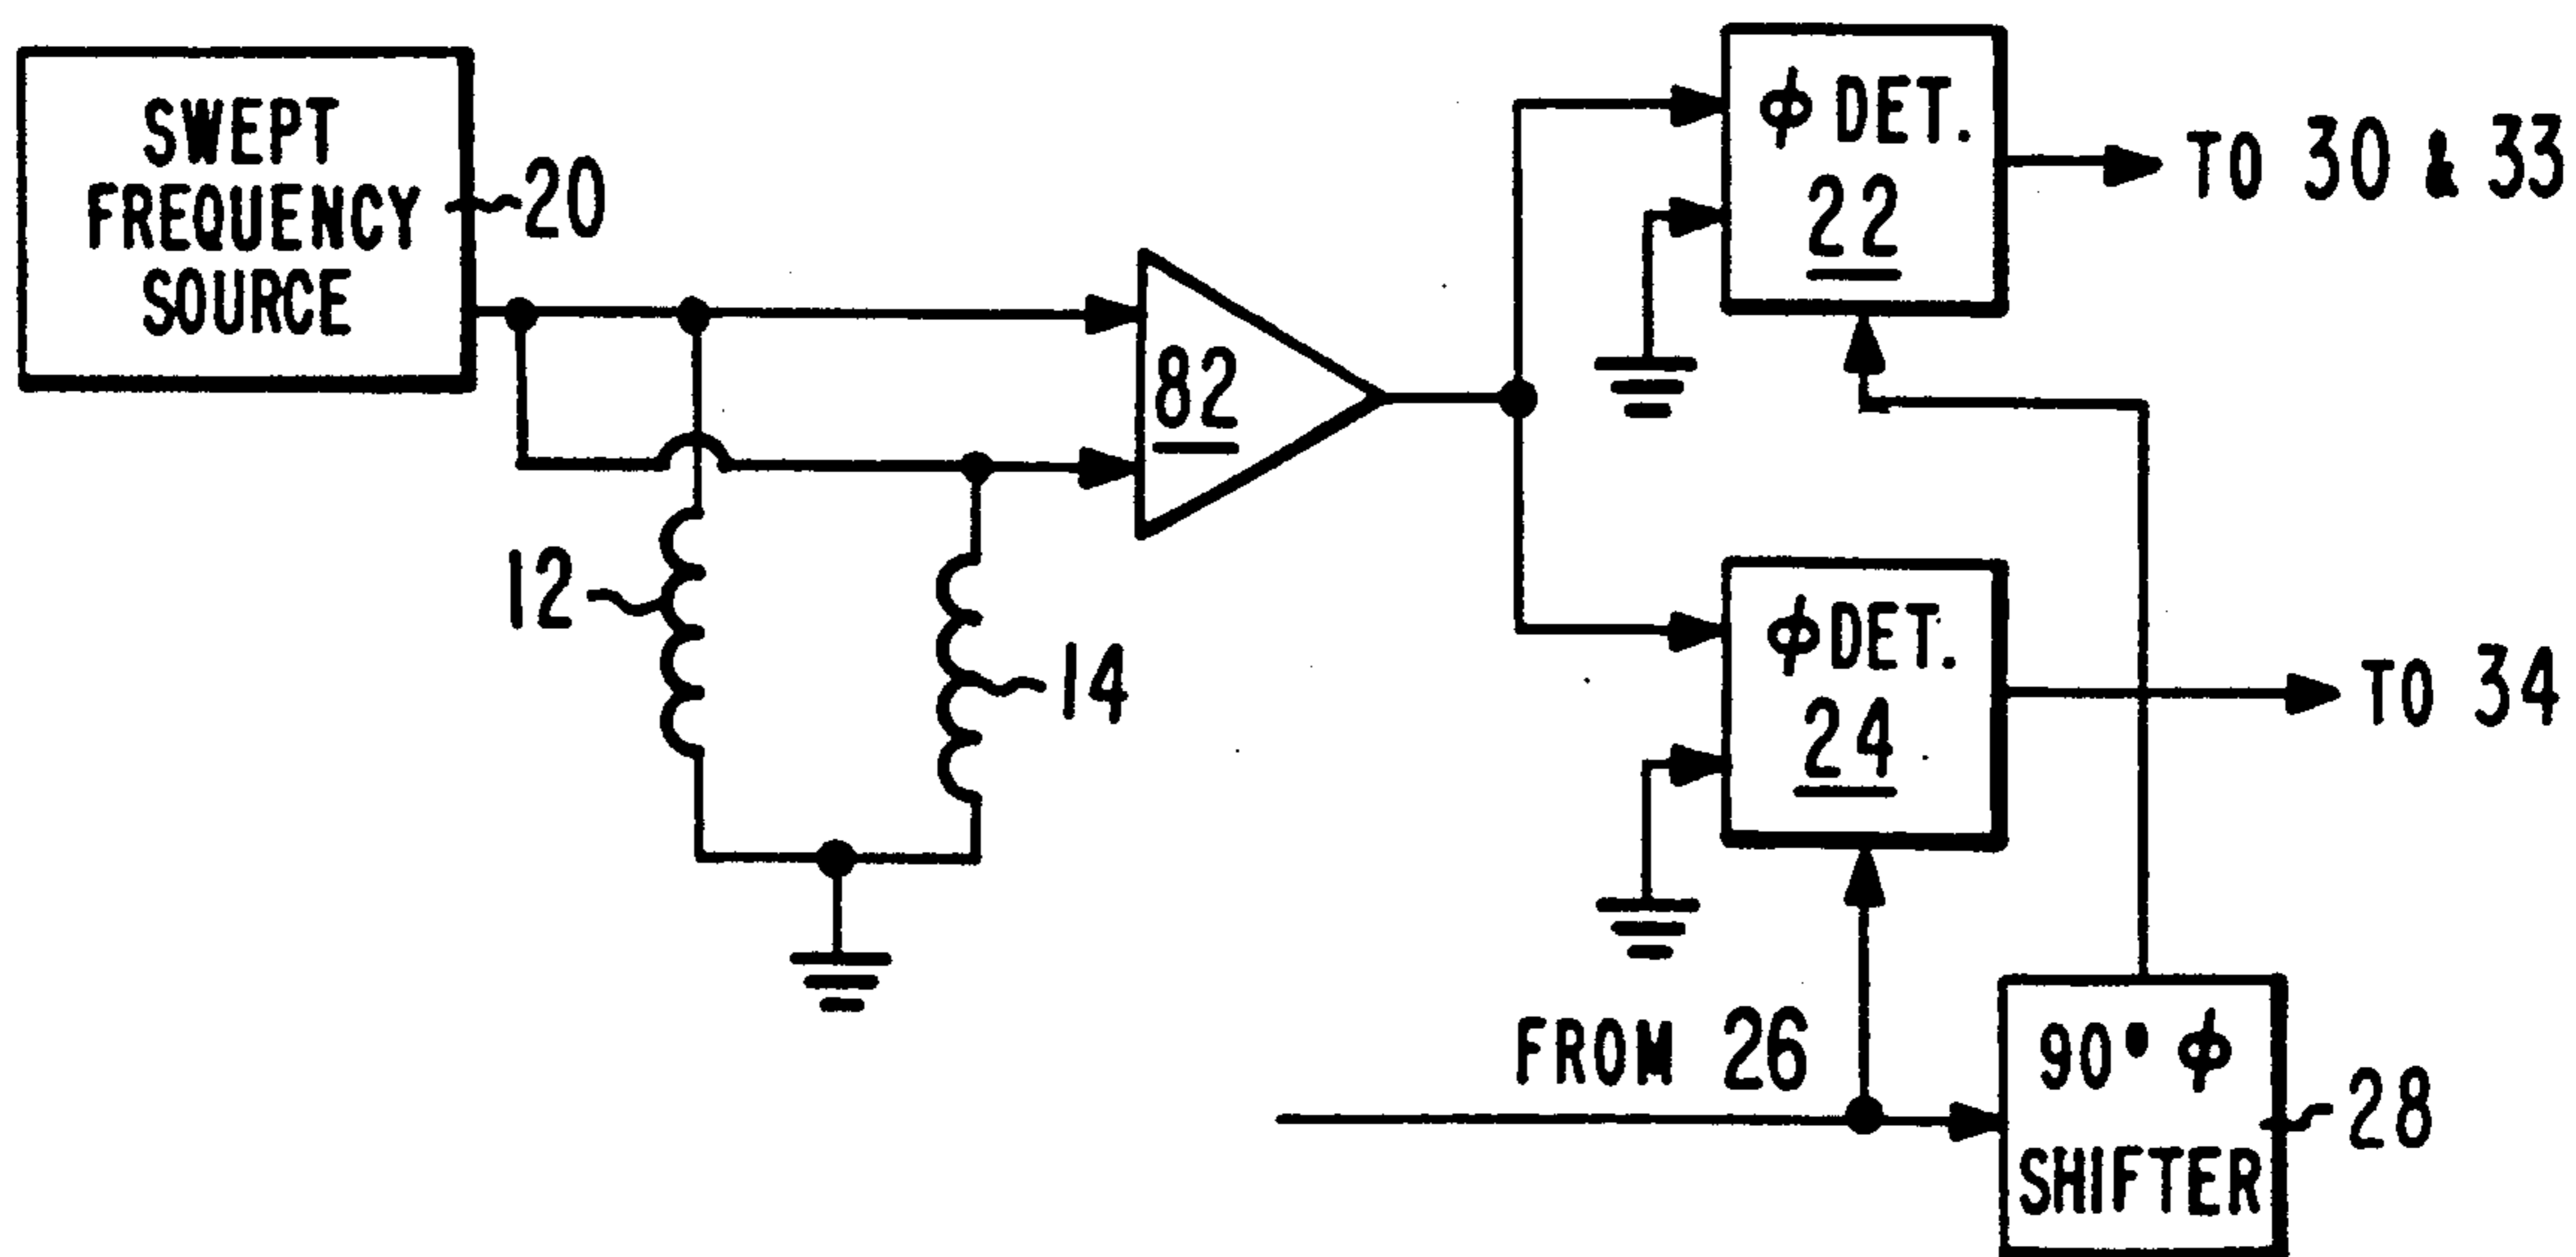 SWEPT
FREQUENCY
SOURCE
20
12
14
82
ϕ DET.
22
TO 30 & 33
ϕ DET.
24
TO 34
FROM 26
90° ϕ
SHIFTER
28